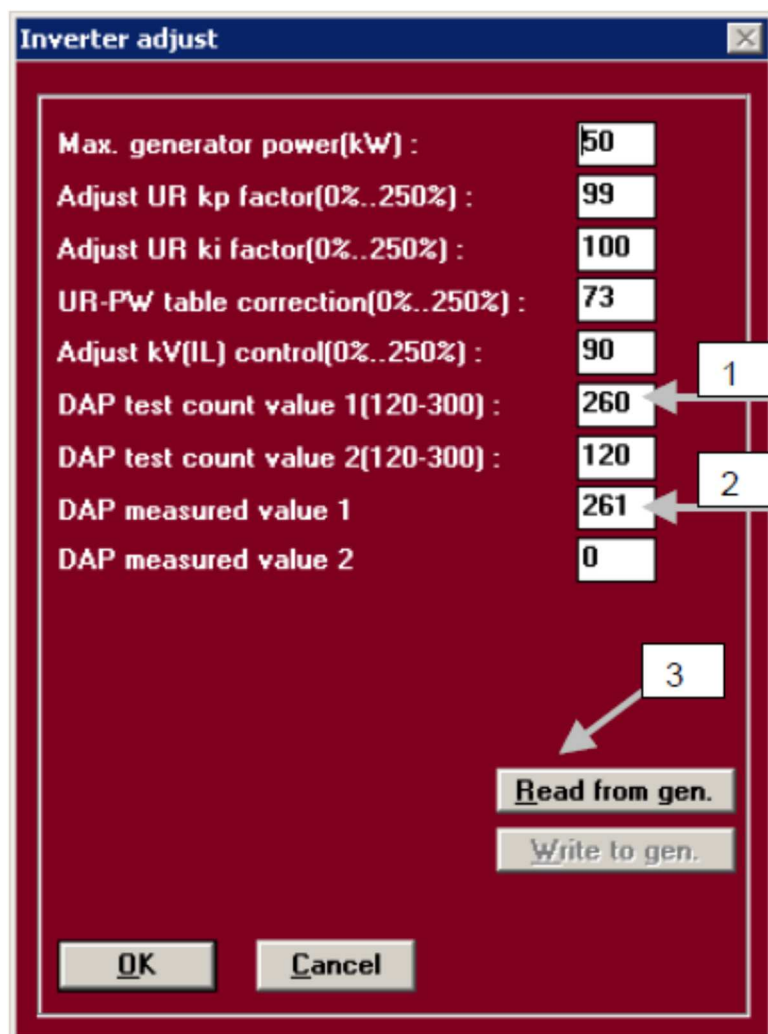 Inverter adjust
Max. generator power(kW) : 50
Adjust UR kp factor(0%..250%) : 99
Adjust UR ki factor(0%..250%) : 100
UR-PW table correction(0%..250%) : 73
Adjust kV(IL) control(0%..250%) : 90
1
DAP test count value 1(120-300) : 260
DAP test count value 2(120-300) : 120
2
DAP measured value 1 261
DAP measured value 2 0
3
Read from gen.
Write to gen.
OK Cancel